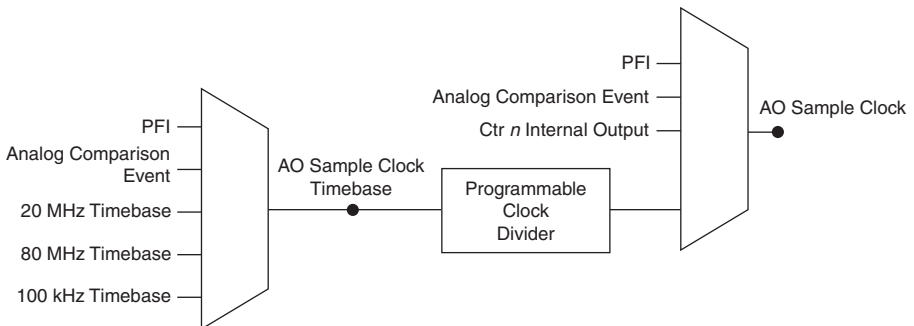 PFI
Analog Comparison
Event
20 MHz Timebase
80 MHz Timebase
100 kHz Timebase
AO Sample Clock
Timebase
Programmable
Clock
Divider
PFI
Analog Comparison Event
Ctr n Internal Output
AO Sample Clock